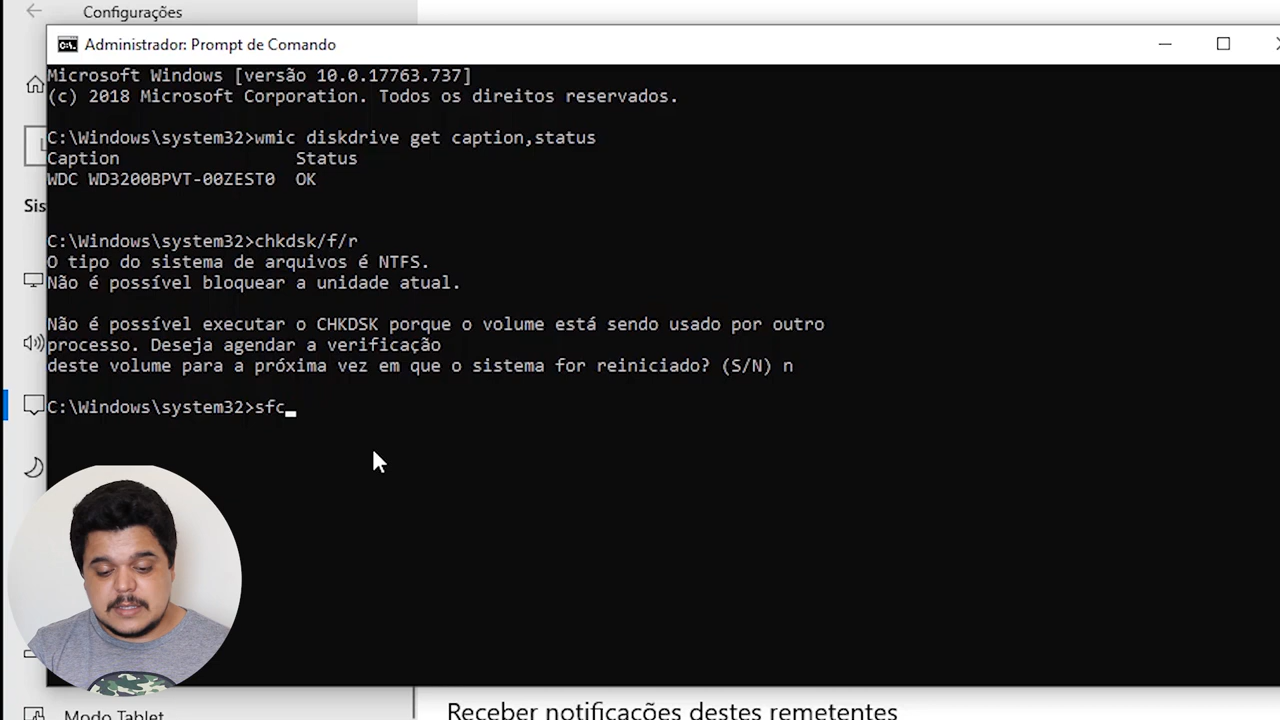 Configurações
Administrador: Prompt de Comando
Microsoft Windows [versão 10.0.17763.737]
(c) 2018 Microsoft Corporation. Todos os direitos reservados.
C:\Windows\system32>wmic diskdrive get caption,status
Caption Status
WDC WD3200BPVT-00ZEST0 OK
Sis
C:\Windows\system32>chkdsk/f/r
O tipo do sistema de arquivos é NTFS.
Não é possível bloquear a unidade atual.
Não é possível executar o CHKDSK porque o volume está sendo usado por outro
processo. Deseja agendar a verificação
deste volume para a próxima vez em que o sistema for reiniciado? (S/N) n
C:\Windows\system32>sfc
Modo Tablet
Receber notificações destes remetentes